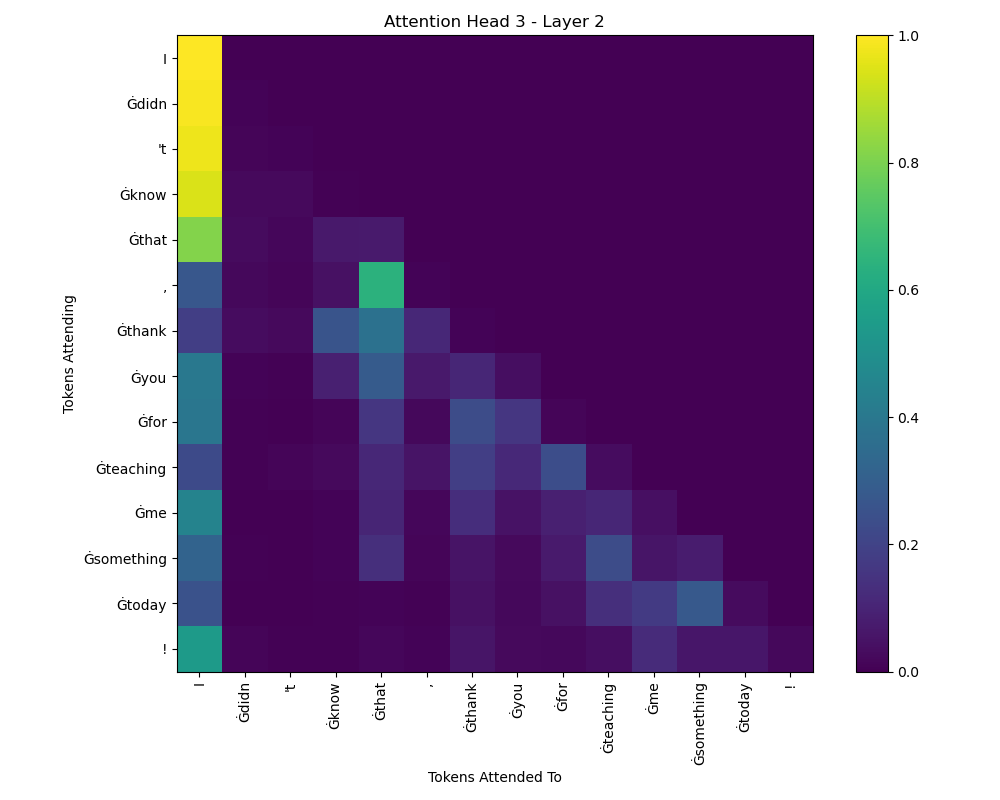 Attention Head 3 - Layer 2
I
Ġdidn
't
Ġknow
Ġthat
,
Ġthank
Ġyou
Ġfor
Ġteaching
Ġme
Ġsomething
Ġtoday
!
Tokens Attending
I
Ġdidn
't
Ġknow
Ġthat
,
Ġthank
Ġyou
Ġfor
Ġteaching
Ġme
Ġsomething
Ġtoday
!
Tokens Attended To
1.0
0.8
0.6
0.4
0.2
0.0